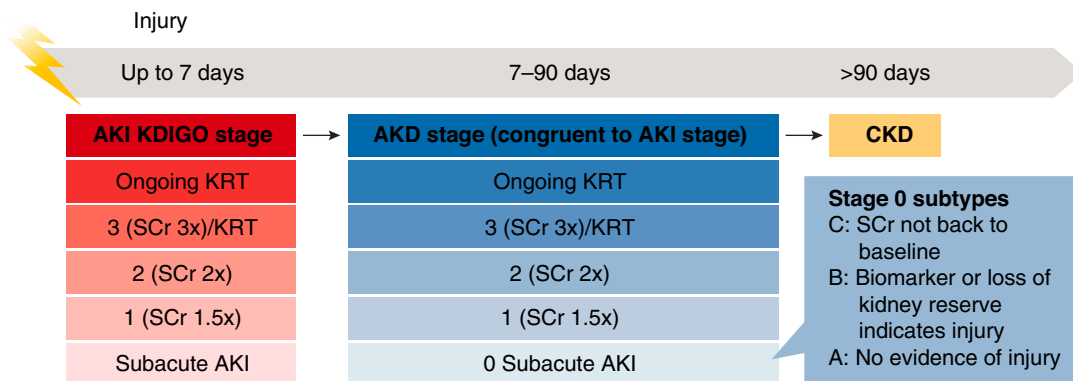 Injury
Up to 7 days
7–90 days
>90 days
AKI KDIGO stage
AKD stage (congruent to AKI stage)
CKD
Ongoing KRT
Ongoing KRT
3 (SCr 3x)/KRT
3 (SCr 3x)/KRT
2 (SCr 2x)
2 (SCr 2x)
1 (SCr 1.5x)
1 (SCr 1.5x)
Subacute AKI
0 Subacute AKI
Stage 0 subtypes
C: SCr not back to
baseline
B: Biomarker or loss of
kidney reserve
indicates injury
A: No evidence of injury